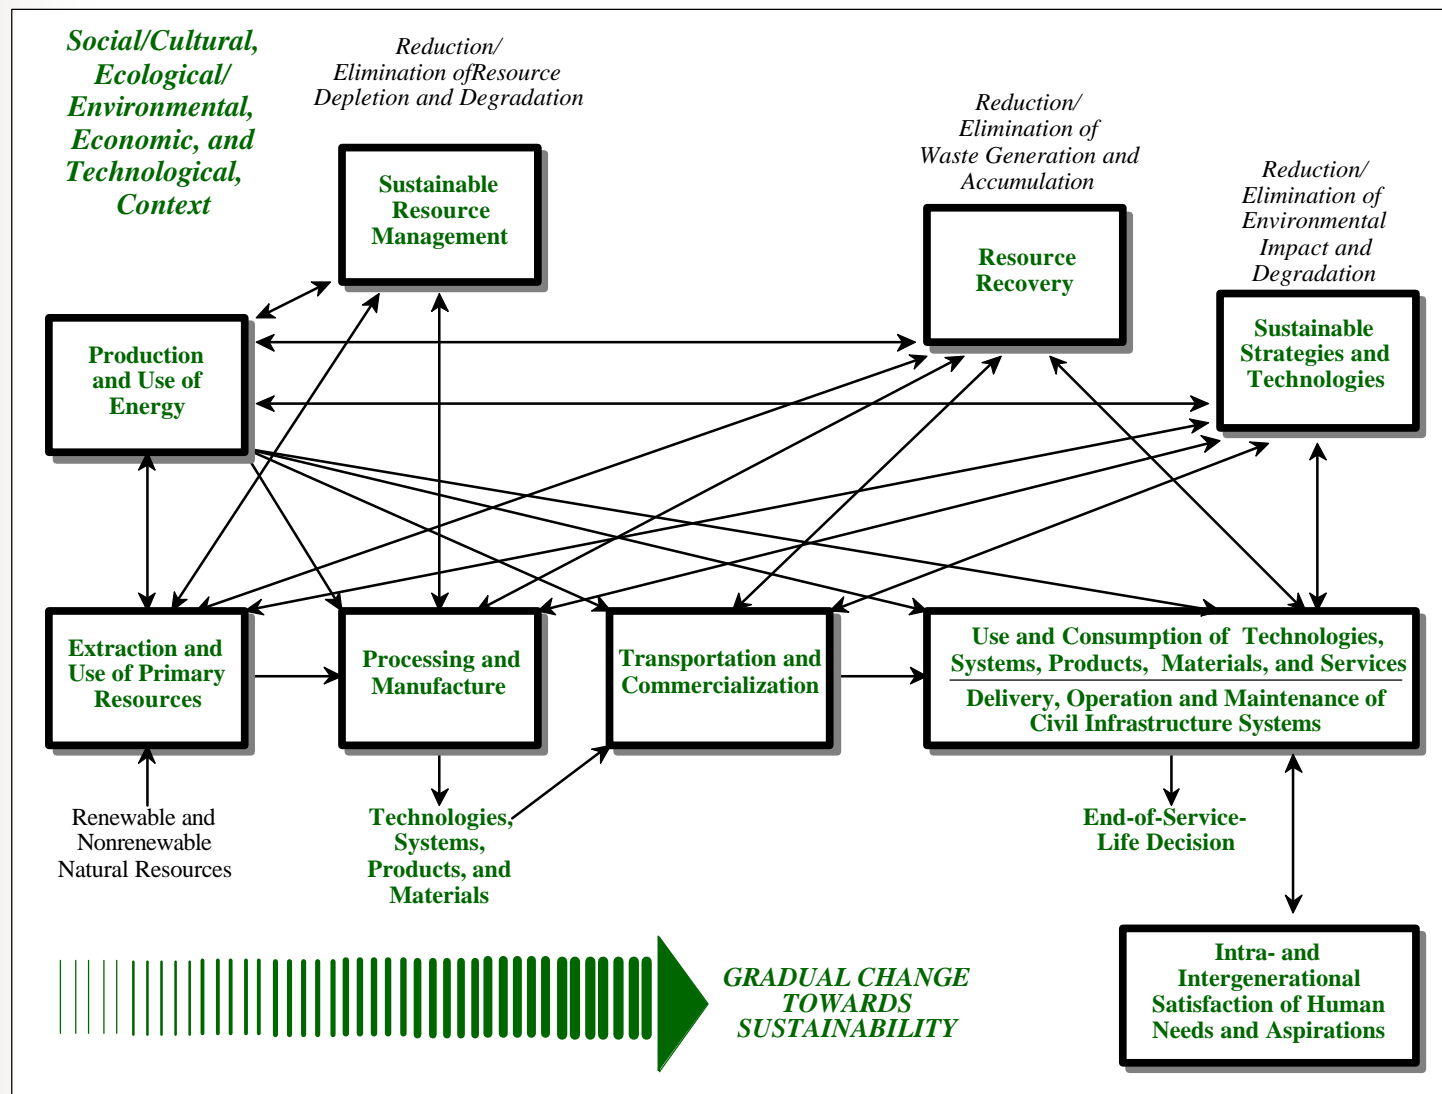 Social/Cultural,
Ecological/
Environmental,
Economic, and
Technological,
Context
Reduction/
Elimination ofResource
Depletion and Degradation
Reduction/
Elimination of
Waste Generation and
Accumulation
Reduction/
Elimination of
Environmental
Impact and
Degradation
Sustainable
Resource
Management
Resource
Recovery
Sustainable
Strategies and
Technologies
Production
and Use of
Energy
Extraction and
Use of Primary
Resources
Processing and
Manufacture
Transportation and
Commercialization
Use and Consumption of Technologies,
Systems, Products, Materials, and Services
Delivery, Operation and Maintenance of
Civil Infrastructure Systems
Renewable and
Nonrenewable
Natural Resources
Technologies,
Systems,
Products, and
Materials
End-of-Service-
Life Decision
GRADUAL CHANGE
TOWARDS
SUSTAINABILITY
Intra- and
Intergenerational
Satisfaction of Human
Needs and Aspirations